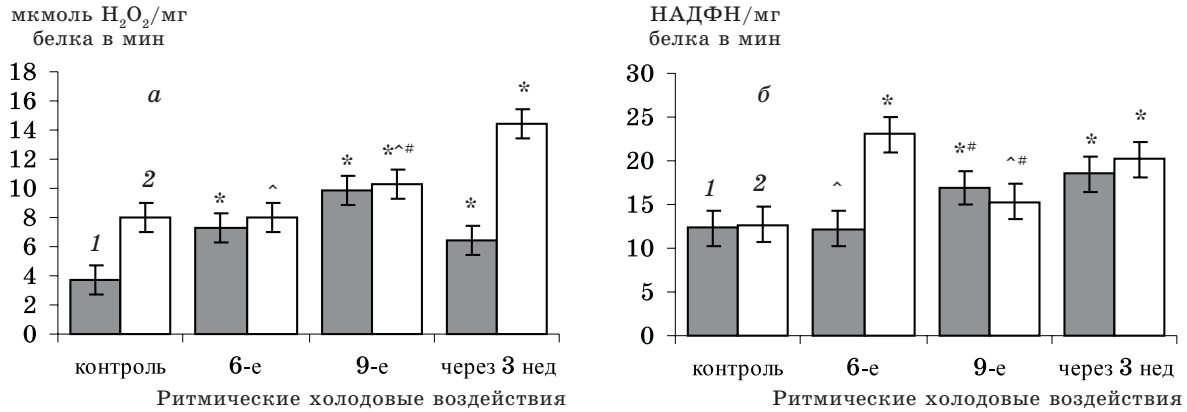 мкмоль H₂O₂/мг
белка в мин
18
16
14
12
10
8
6
4
2
0
а
1
2
*
^
*
*^#
*
*
контроль
6-е
9-е
через 3 нед
Ритмические холодовые воздействия
НАДФН/мг
белка в мин
30
25
20
15
10
5
0
б
1
2
^
*
*#
^#
*
*
контроль
6-е
9-е
через 3 нед
Ритмические холодовые воздействия